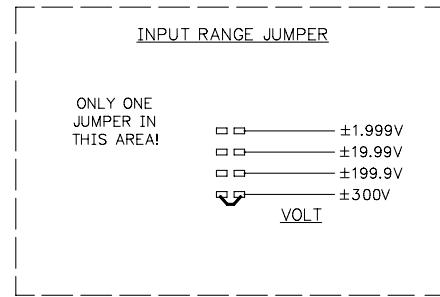 INPUT RANGE JUMPER
ONLY ONE
JUMPER IN
THIS AREA!
±1.999V
±19.99V
±199.9V
±300V
VOLT